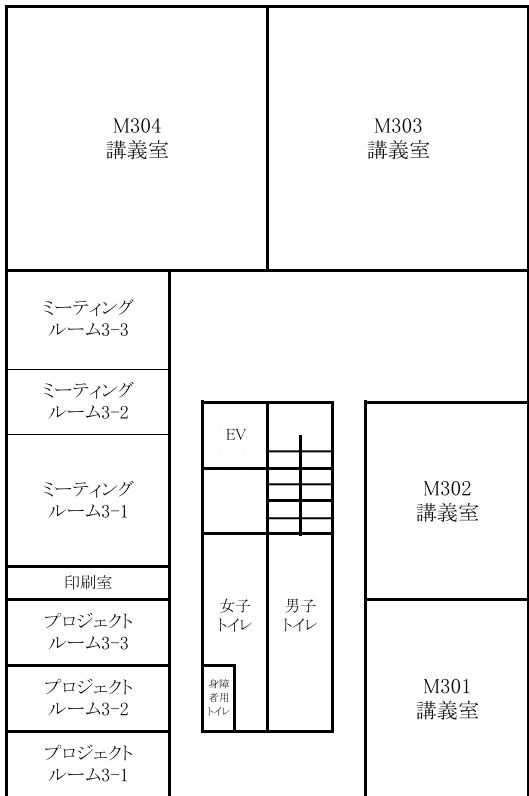 M304
講義室
M303
講義室
ミーティング
ルーム3-3
ミーティング
ルーム3-2
EV
ミーティング
ルーム3-1
M302
講義室
印刷室
女子
トイレ
男子
トイレ
プロジェクト
ルーム3-3
身障
者用
トイレ
プロジェクト
ルーム3-2
M301
講義室
プロジェクト
ルーム3-1